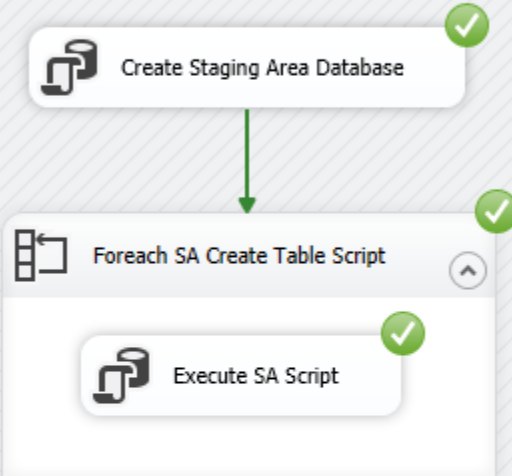 Create Staging Area Database
Foreach SA Create Table Script
Execute SA Script